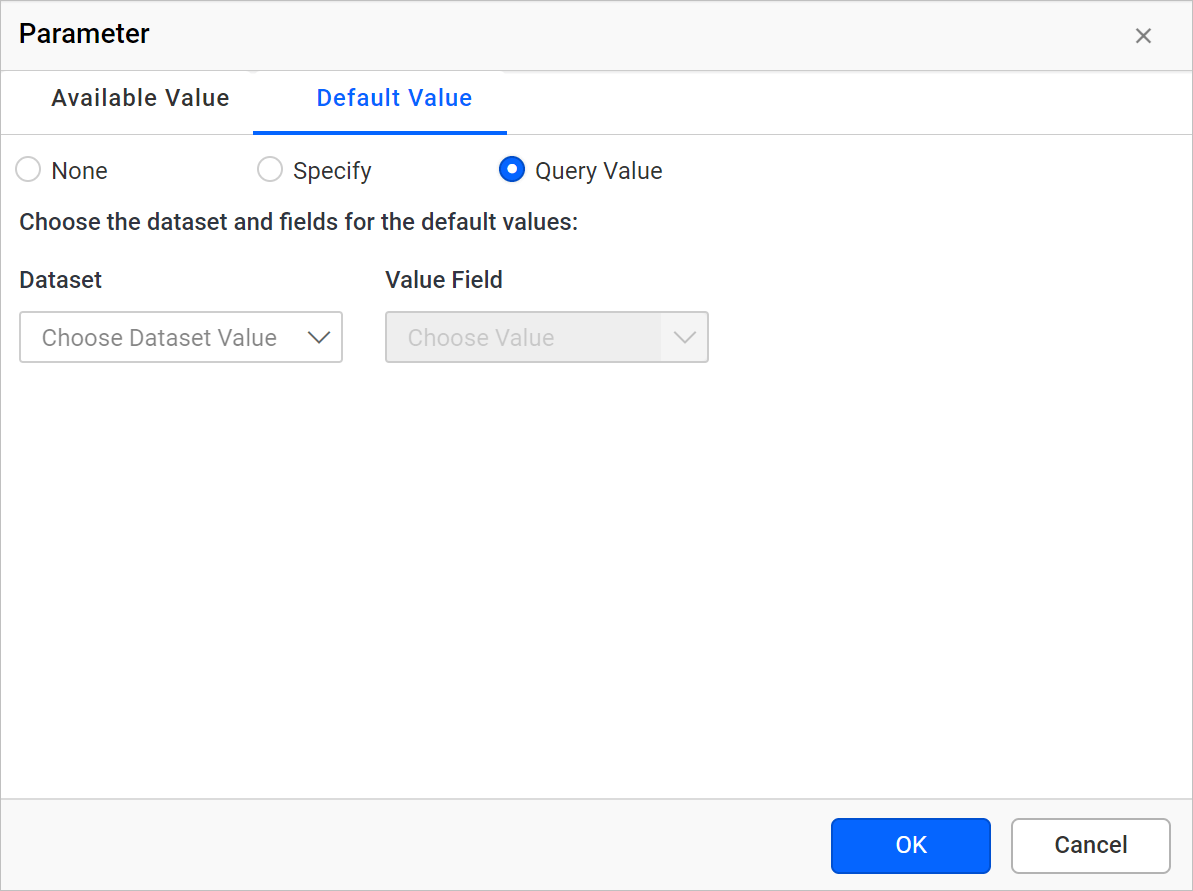 Parameter
Available Value Default Value
None Specify Query Value
Choose the dataset and fields for the default values:
Dataset Value Field
Choose Dataset Value Choose Value
OK Cancel